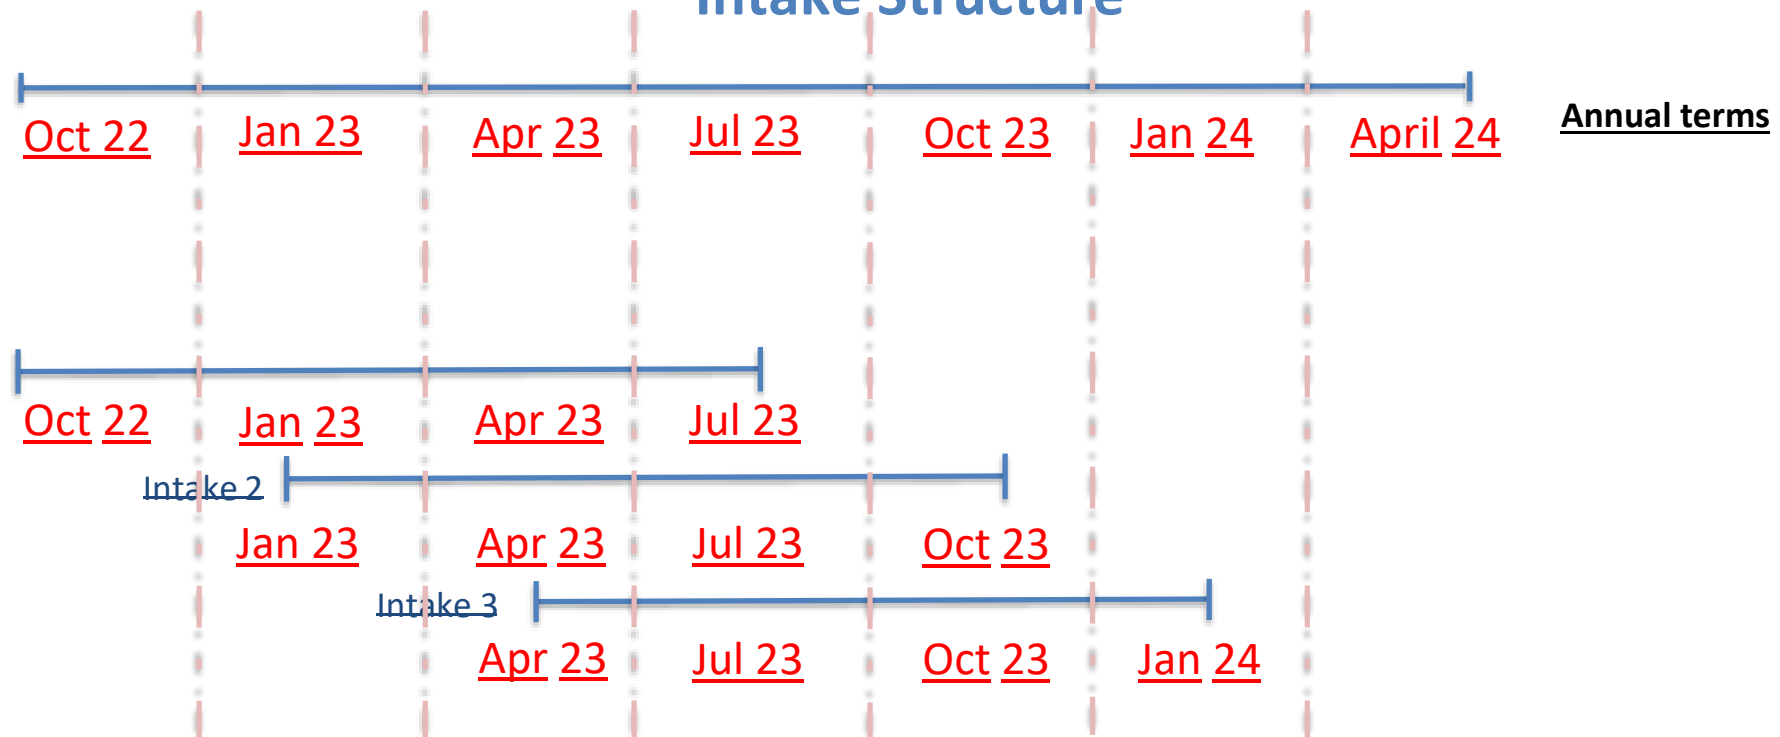 Intake Structure
Oct 22 Jan 23 Apr 23 Jul 23 Oct 23 Jan 24 April 24
Annual terms
Oct 22 Jan 23 Apr 23 Jul 23
Intake 2
Jan 23 Apr 23 Jul 23 Oct 23
Intake 3
Apr 23 Jul 23 Oct 23 Jan 24